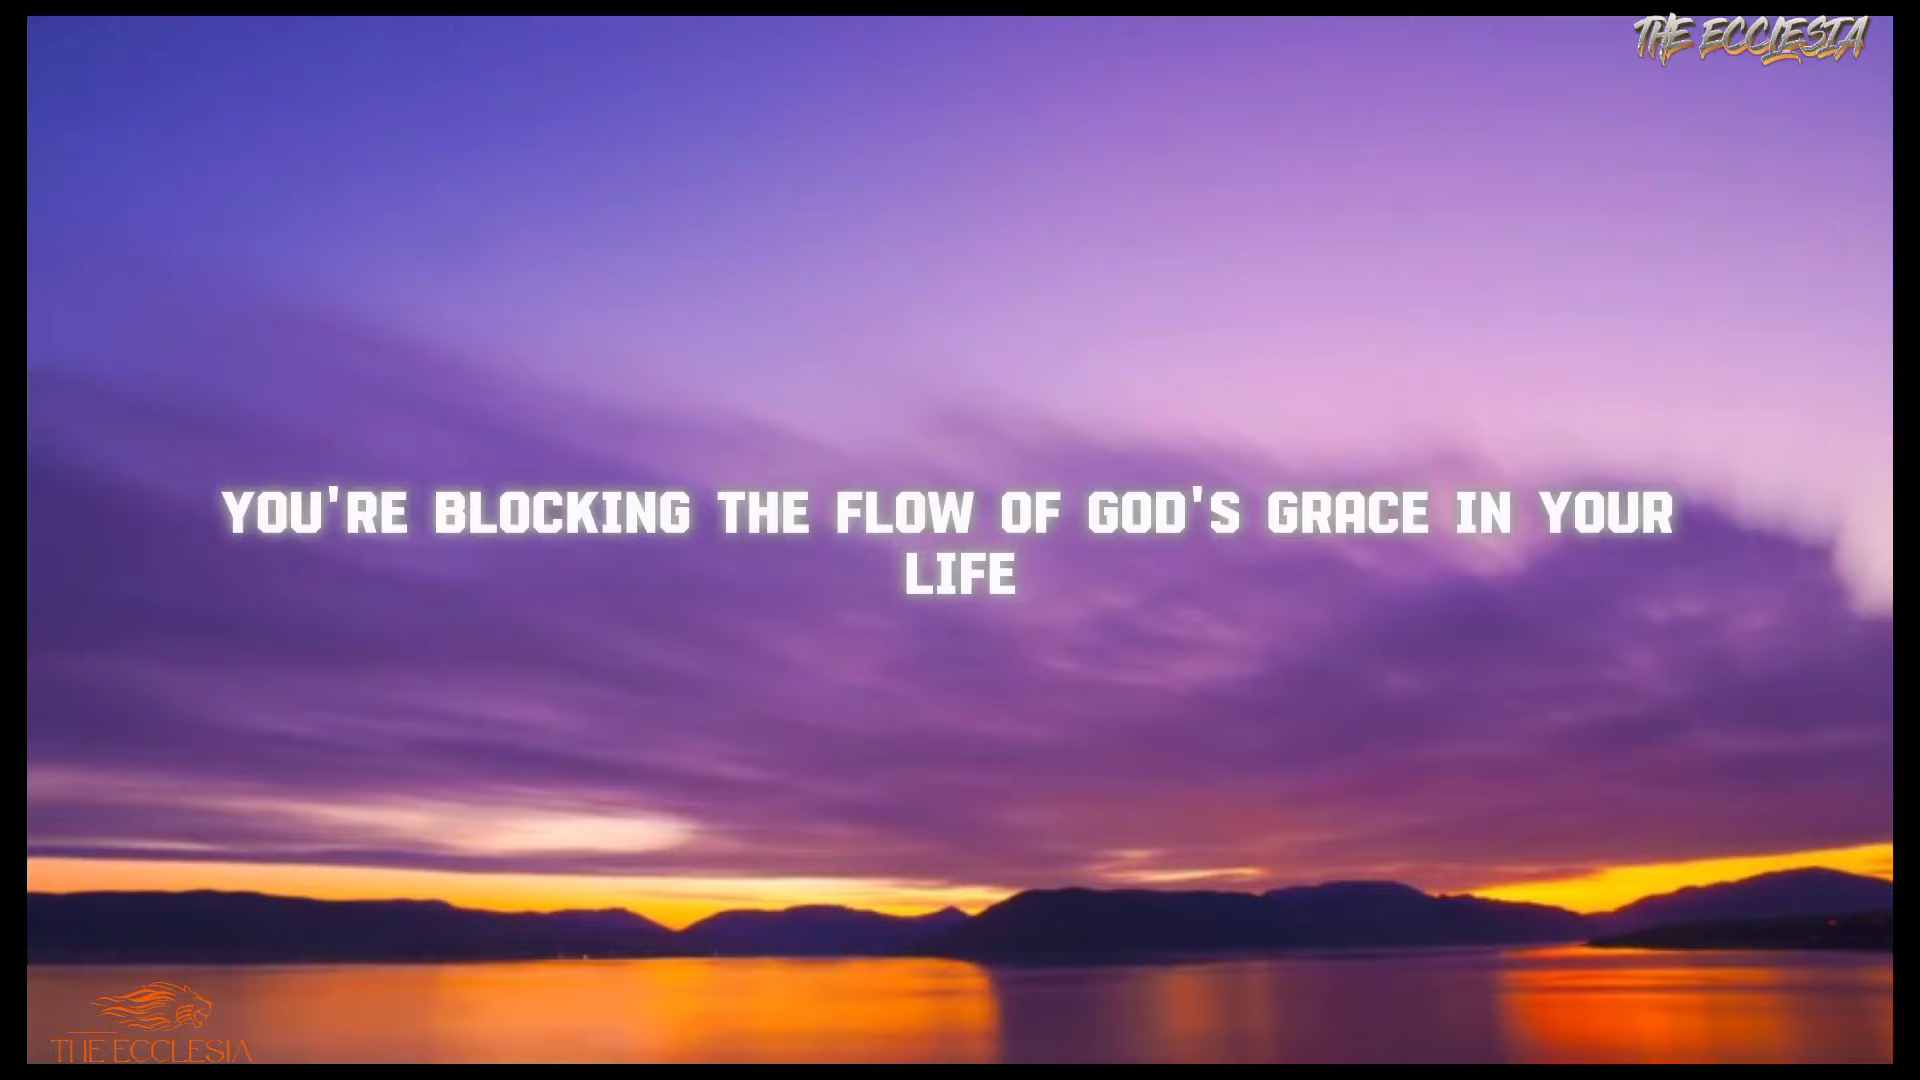 THE ECCLESIA
YOU'RE BLOCKING THE FLOW OF GOD'S GRACE IN YOUR
LIFE
THE ECCLESIA